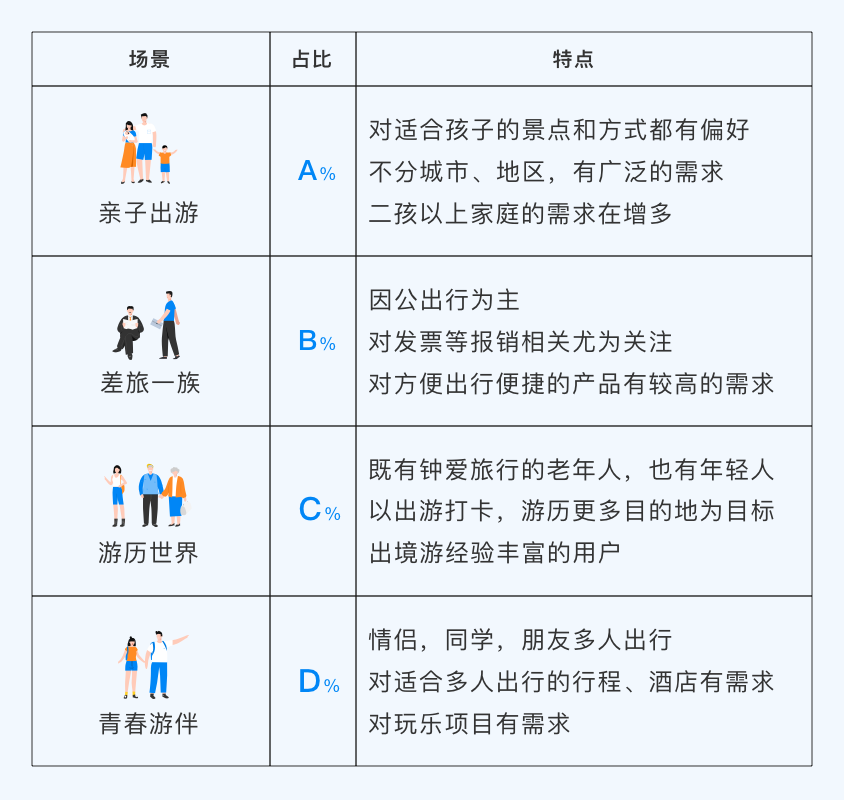 场景 占比 特点
对适合孩子的景点和方式都有偏好
不分城市、地区，有广泛的需求
二孩以上家庭的需求在增多
A%
亲子出游
因公出行为主
对发票等报销相关尤为关注
对方便出行便捷的产品有较高的需求
B%
差旅一族
既有钟爱旅行的老年人，也有年轻人
以出游打卡，游历更多目的地为目标
出境游经验丰富的用户
C%
游历世界
情侣，同学，朋友多人出行
对适合多人出行的行程、酒店有需求
对玩乐项目有需求
D%
青春游伴